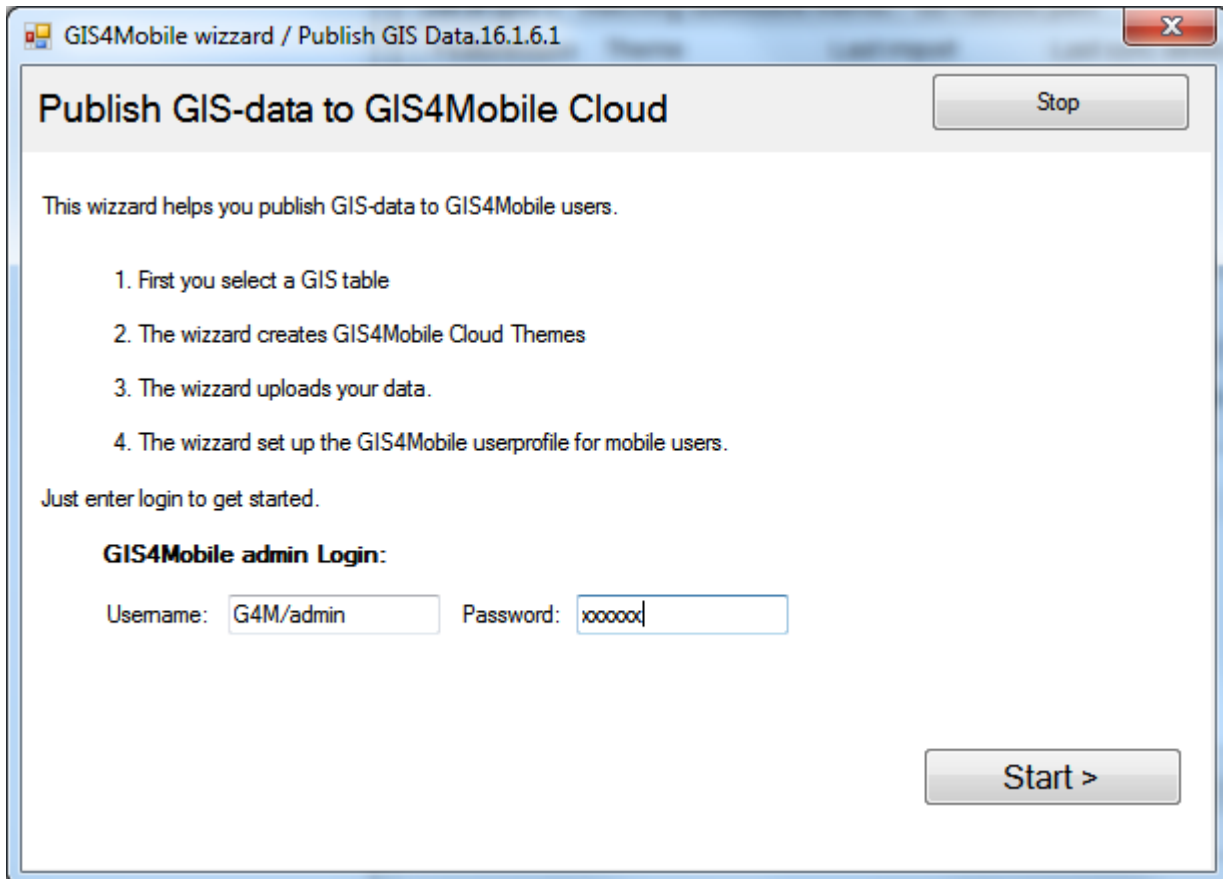 GIS4Mobile wizzard / Publish GIS Data.16.1.6.1
Publish GIS-data to GIS4Mobile Cloud
Stop
This wizzard helps you publish GIS-data to GIS4Mobile users.
1. First you select a GIS table
2. The wizzard creates GIS4Mobile Cloud Themes
3. The wizzard uploads your data.
4. The wizzard set up the GIS4Mobile userprofile for mobile users.
Just enter login to get started.
GIS4Mobile admin Login:
Username: G4M/admin Password: xxxxxx
Start >